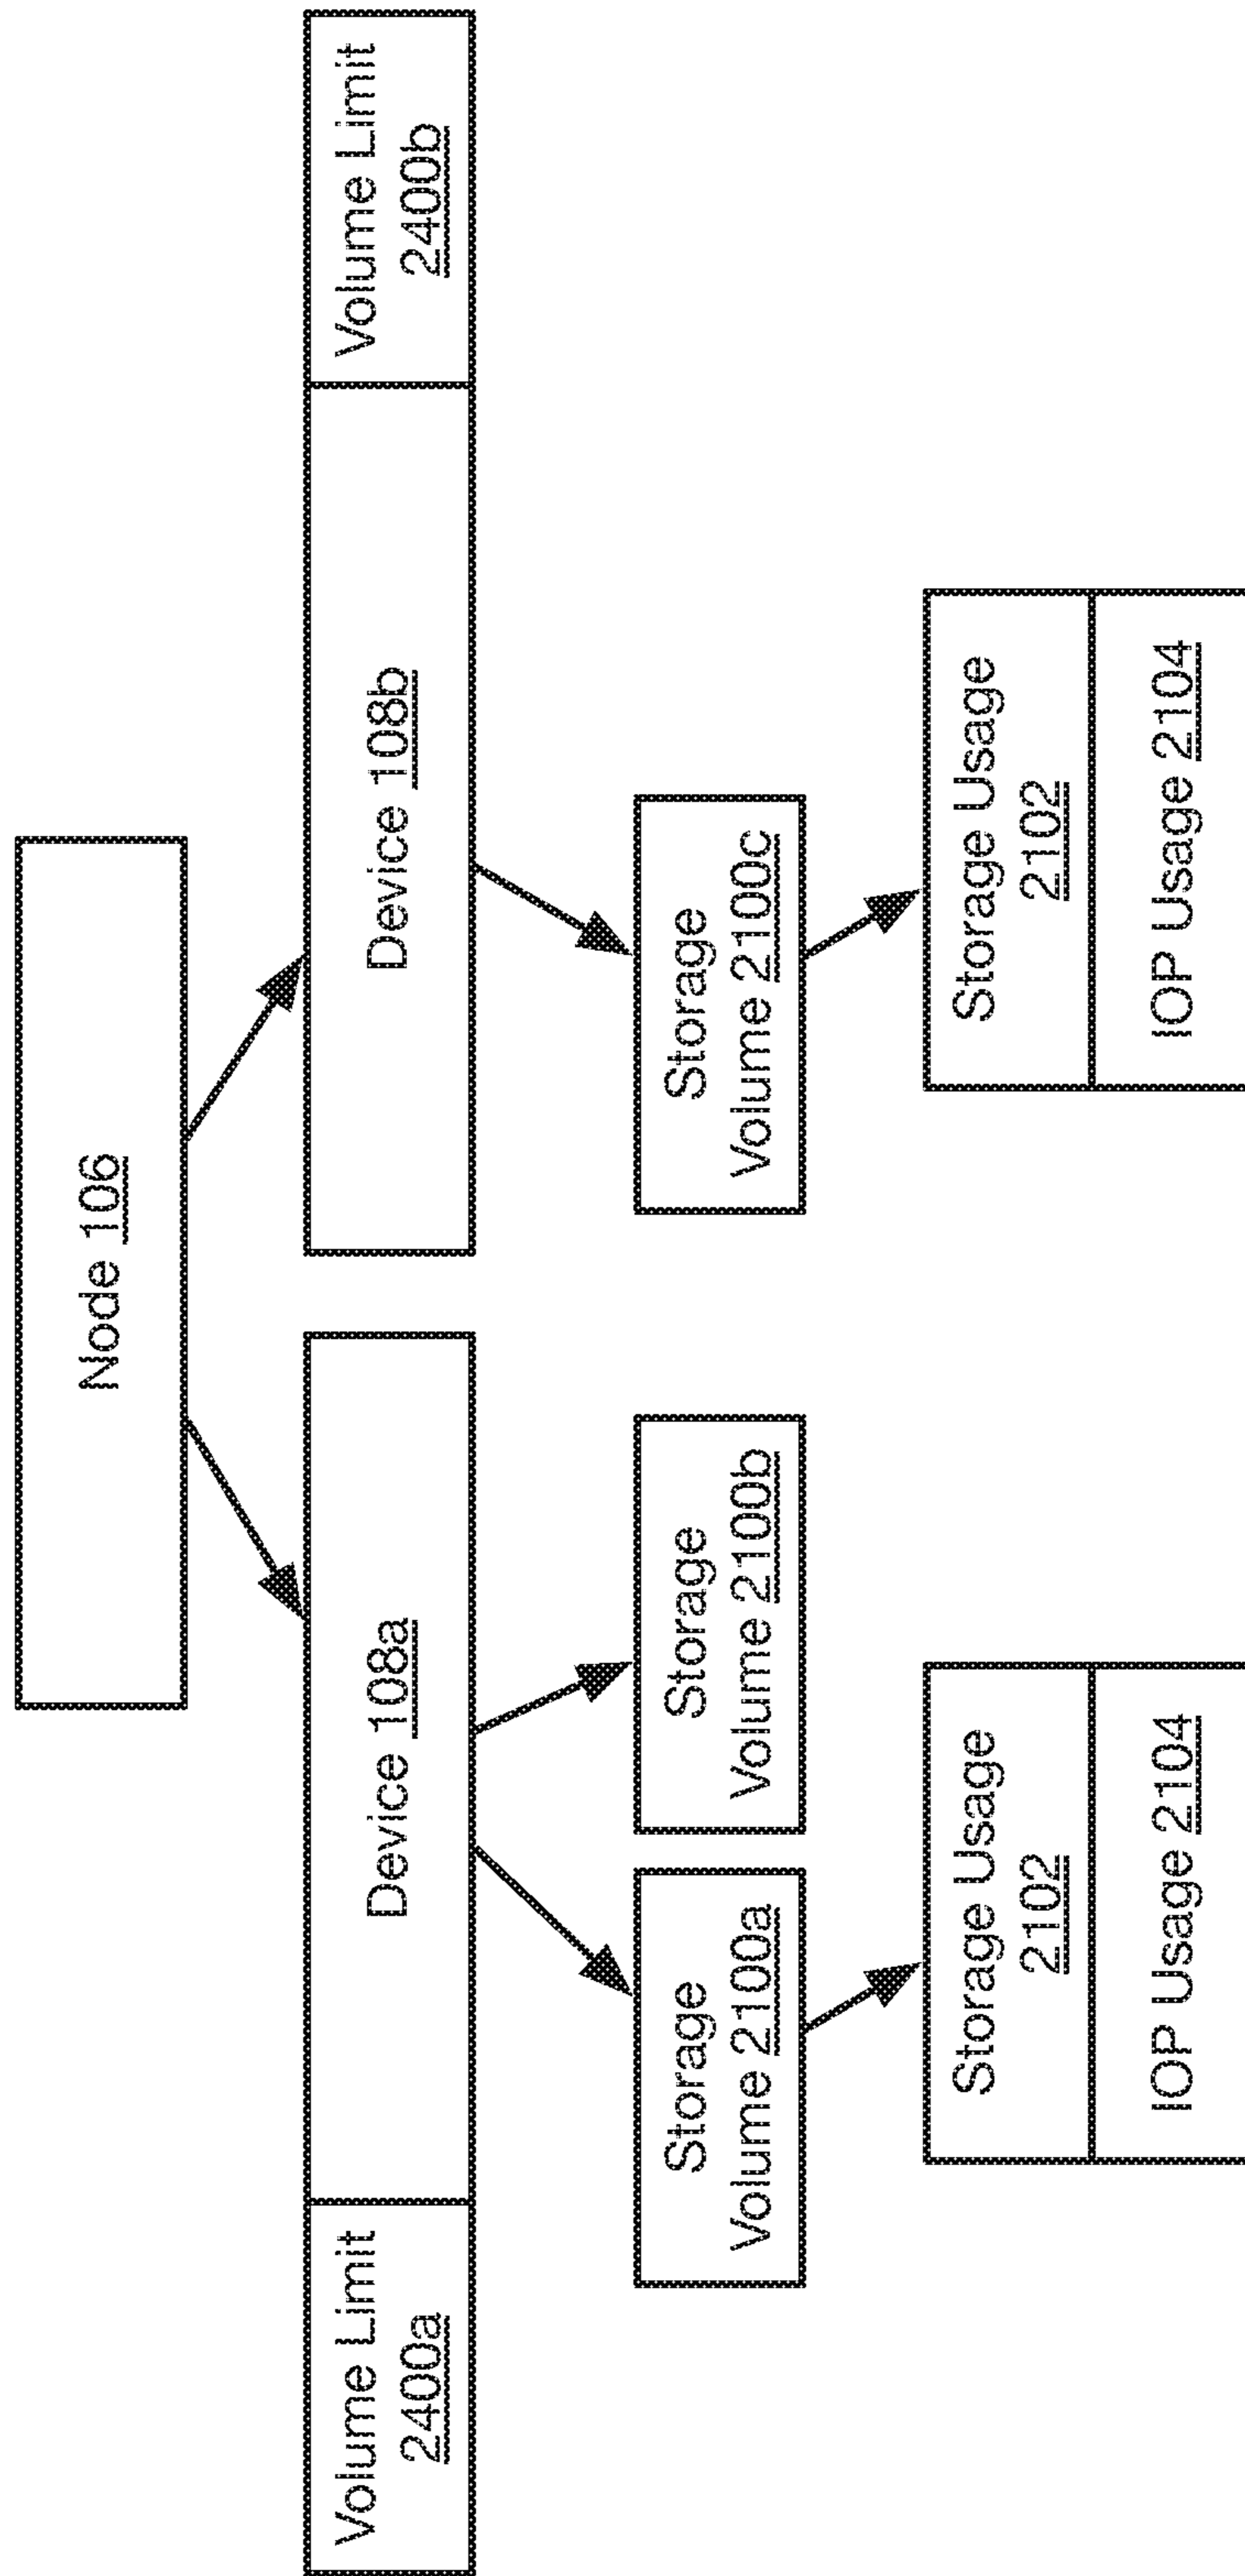 Node 106
Volume Limit
2400a
Device 108a
Device 108b
Volume Limit
2400b
Storage
Volume 2100a
Storage
Volume 2100b
Storage
Volume 2100c
Storage Usage
2102
IOP Usage 2104
Storage Usage
2102
IOP Usage 2104